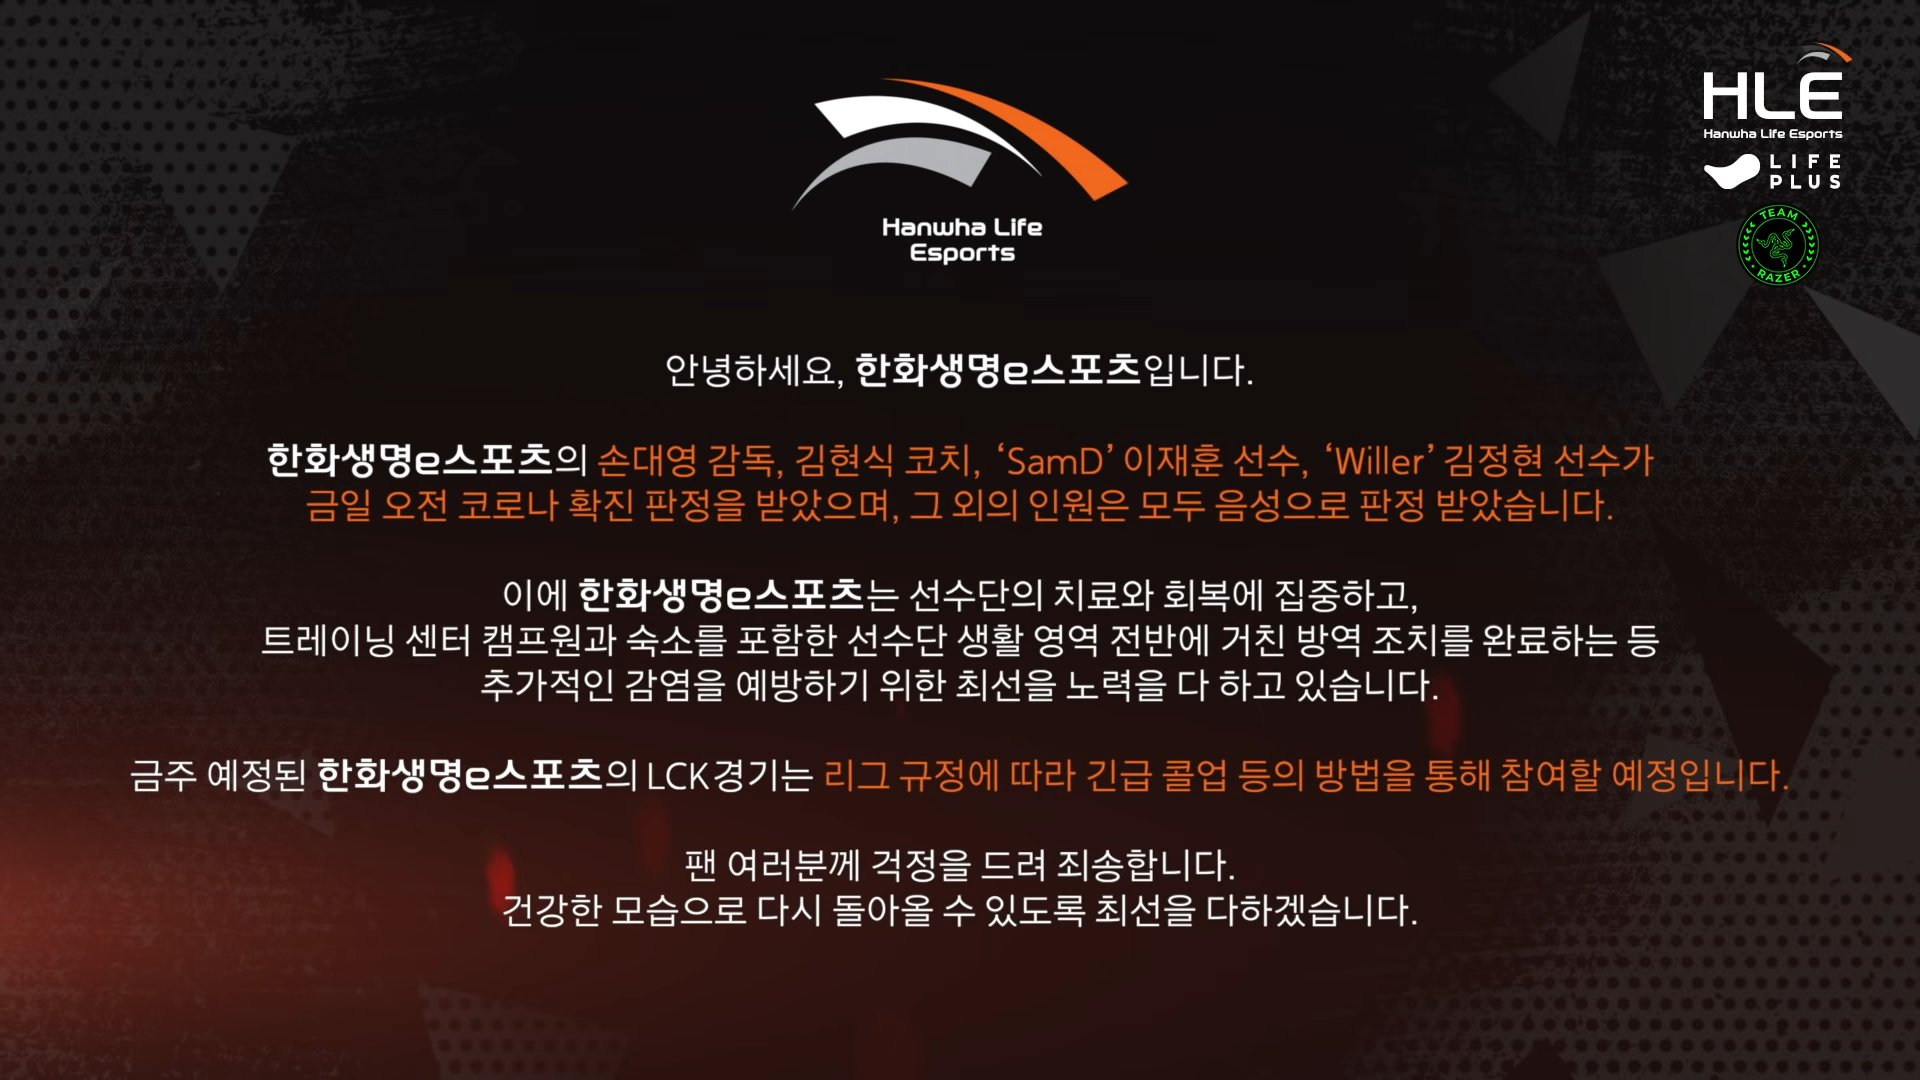 Hanwha Life
Esports
HLE
Hanwha Life Esports
LIFE
PLUS
TEAM
RAZER
안녕하세요, 한화생명e스포츠입니다.
한화생명e스포츠의 손대영 감독, 김현식 코치, ‘SamD’ 이재훈 선수, ‘Willer’ 김정현 선수가
금일 오전 코로나 확진 판정을 받았으며, 그 외의 인원은 모두 음성으로 판정 받았습니다.
이에 한화생명e스포츠는 선수단의 치료와 회복에 집중하고,
트레이닝 센터 캠프원과 숙소를 포함한 선수단 생활 영역 전반에 거친 방역 조치를 완료하는 등
추가적인 감염을 예방하기 위한 최선을 노력을 다 하고 있습니다.
금주 예정된 한화생명e스포츠의 LCK경기는 리그 규정에 따라 긴급 콜업 등의 방법을 통해 참여할 예정입니다.
팬 여러분께 걱정을 드려 죄송합니다.
건강한 모습으로 다시 돌아올 수 있도록 최선을 다하겠습니다.